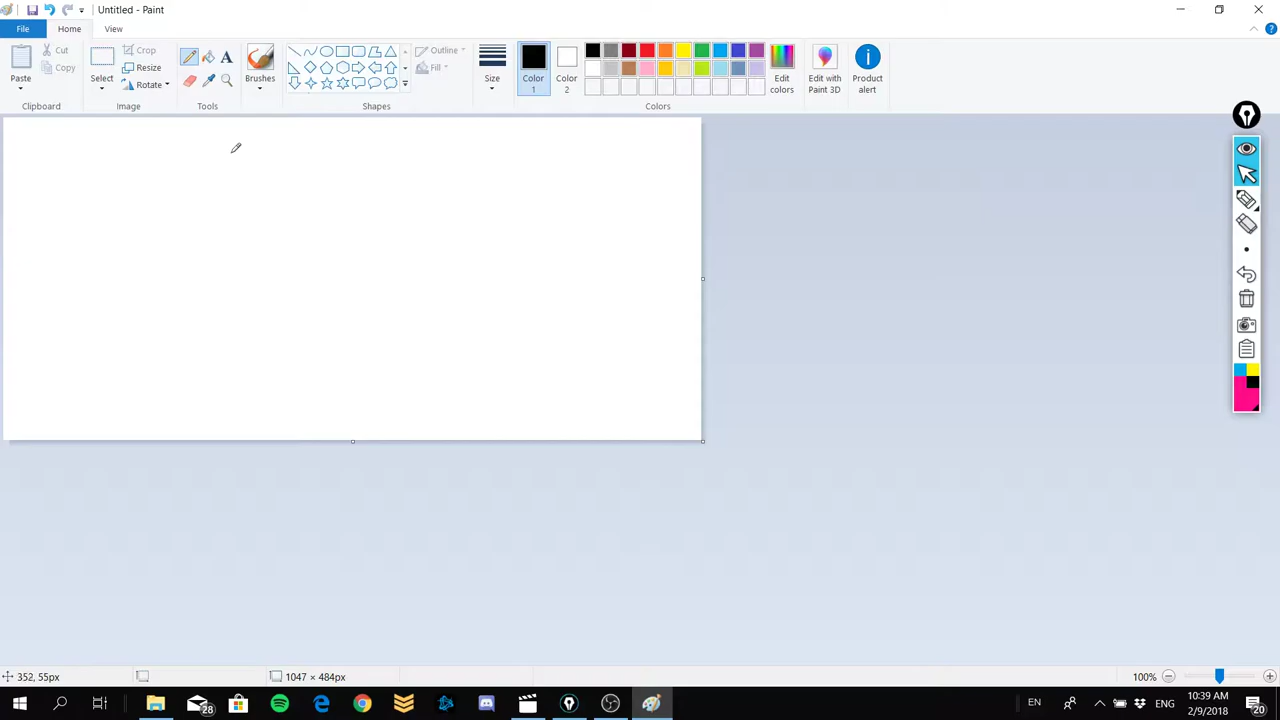 Untitled - Paint
File Home View
Paste
Cut
Copy
Clipboard
Select
Crop
Resize
Rotate
Image
Tools
Brushes
Shapes
Outline
Fill
Size
Color 1
Color 2
Colors
Edit colors
Edit with Paint 3D
Product alert
352, 55px
1047 × 484px
100%
28
EN
ENG
10:39 AM
2/9/2018
20